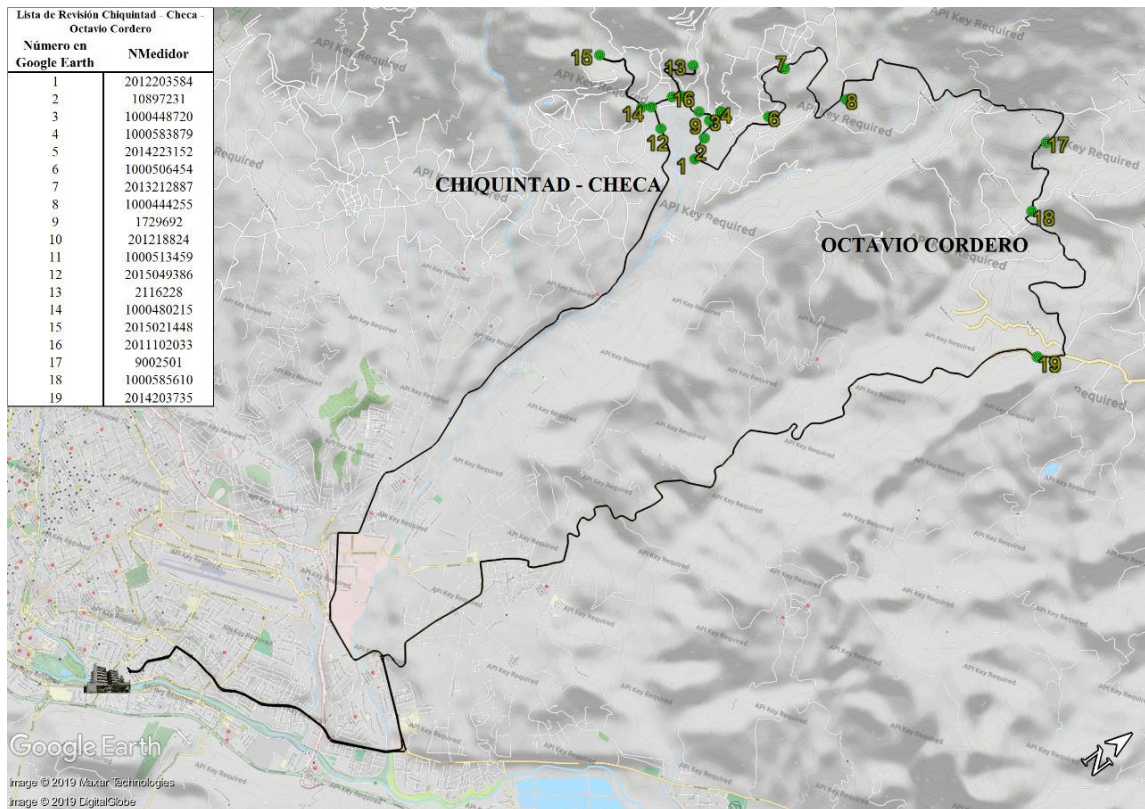 Lista de Revisión Chiquintad - Checa -
Octavio Cordero
Número en
Google Earth
NMedidor
1 2012203584
2 10897231
3 1000448720
4 1000583879
5 2014223152
6 1000506454
7 2013212887
8 1000444255
9 1729692
10 201218824
11 1000513459
12 2015049386
13 2116228
14 1000480215
15 2015021448
16 2011102033
17 9002501
18 1000585610
19 2014203735
API Key Required
15
13
7
16
14
9
3
4
6
8
12
2
1
17
18
19
CHIQUINTAD - CHECA
OCTAVIO CORDERO
Google Earth
Image © 2019 Maxar Technologies
Image © 2019 DigitalGlobe
N